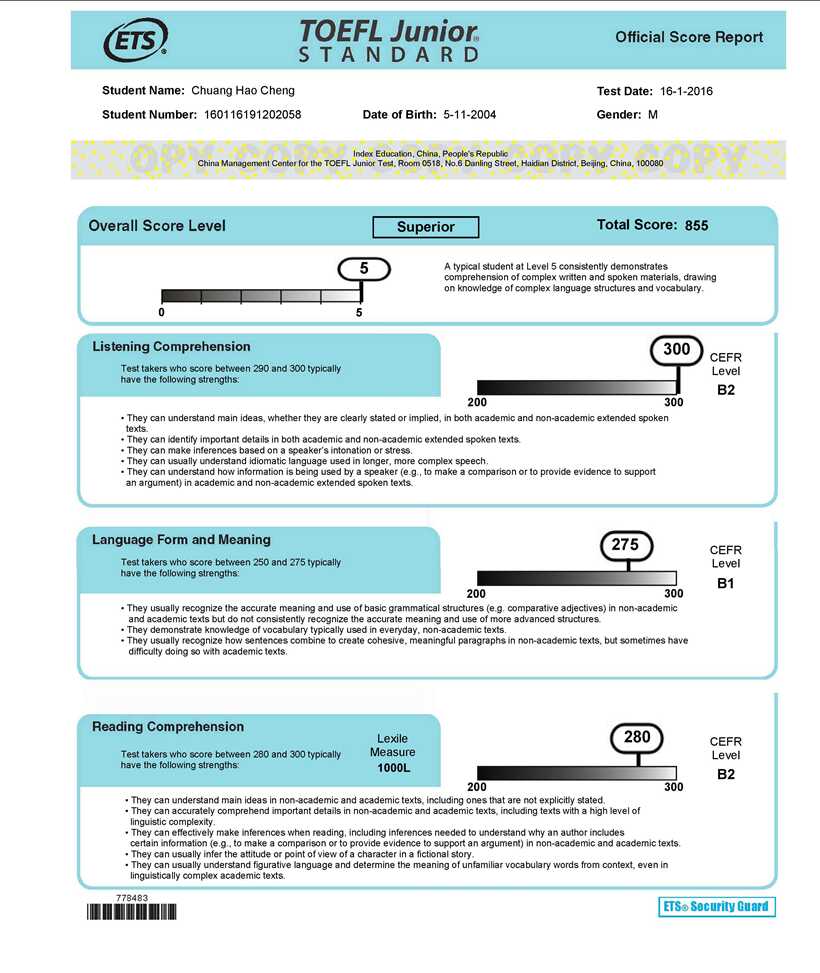 ETS®
TOEFL Junior®
STANDARD
Official Score Report
Student Name: Chuang Hao Cheng
Test Date: 16-1-2016
Student Number: 160116191202058
Date of Birth: 5-11-2004
Gender: M
Index Education, China, People's Republic
China Management Center for the TOEFL Junior Test, Room 0518, No.6 Danling Street, Haidian District, Beijing, China, 100080
Overall Score Level
Superior
Total Score: 855
5
0
5
A typical student at Level 5 consistently demonstrates
comprehension of complex written and spoken materials, drawing
on knowledge of complex language structures and vocabulary.
Listening Comprehension
Test takers who score between 290 and 300 typically
have the following strengths:
300
200
300
CEFR
Level
B2
• They can understand main ideas, whether they are clearly stated or implied, in both academic and non-academic extended spoken
texts.
• They can identify important details in both academic and non-academic extended spoken texts.
• They can make inferences based on a speaker's intonation or stress.
• They can usually understand idiomatic language used in longer, more complex speech.
• They can understand how information is being used by a speaker (e.g., to make a comparison or to provide evidence to support
an argument) in academic and non-academic extended spoken texts.
Language Form and Meaning
Test takers who score between 250 and 275 typically
have the following strengths:
275
200
300
CEFR
Level
B1
• They usually recognize the accurate meaning and use of basic grammatical structures (e.g. comparative adjectives) in non-academic
and academic texts but do not consistently recognize the accurate meaning and use of more advanced structures.
• They demonstrate knowledge of vocabulary typically used in everyday, non-academic texts.
• They usually recognize how sentences combine to create cohesive, meaningful paragraphs in non-academic texts, but sometimes have
difficulty doing so with academic texts.
Reading Comprehension
Test takers who score between 280 and 300 typically
have the following strengths:
Lexile
Measure
1000L
280
200
300
CEFR
Level
B2
• They can understand main ideas in non-academic and academic texts, including ones that are not explicitly stated.
• They can accurately comprehend important details in non-academic and academic texts, including texts with a high level of
linguistic complexity.
• They can effectively make inferences when reading, including inferences needed to understand why an author includes
certain information (e.g., to make a comparison or to provide evidence to support an argument) in non-academic and academic texts.
• They can usually infer the attitude or point of view of a character in a fictional story.
• They can usually understand figurative language and determine the meaning of unfamiliar vocabulary words from context, even in
linguistically complex academic texts.
778483
ETS® Security Guard